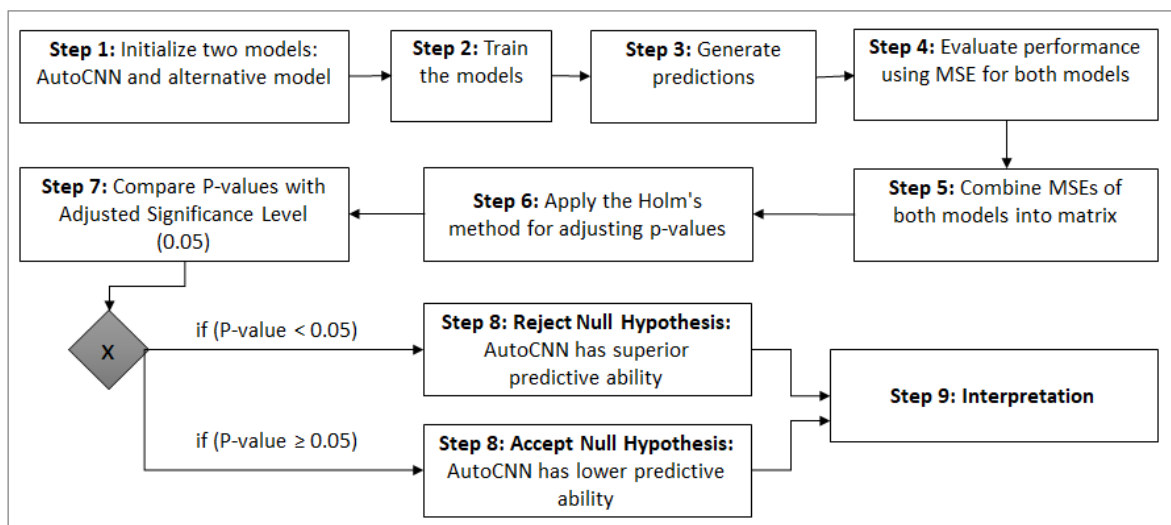 Step 1: Initialize two models:
AutoCNN and alternative model
Step 2: Train
the models
Step 3: Generate
predictions
Step 4: Evaluate performance
using MSE for both models
Step 5: Combine MSEs of
both models into matrix
Step 6: Apply the Holm's
method for adjusting p-values
Step 7: Compare P-values with
Adjusted Significance Level
(0.05)
X
if (P-value < 0.05)
Step 8: Reject Null Hypothesis:
AutoCNN has superior
predictive ability
if (P-value ≥ 0.05)
Step 8: Accept Null Hypothesis:
AutoCNN has lower predictive
ability
Step 9: Interpretation